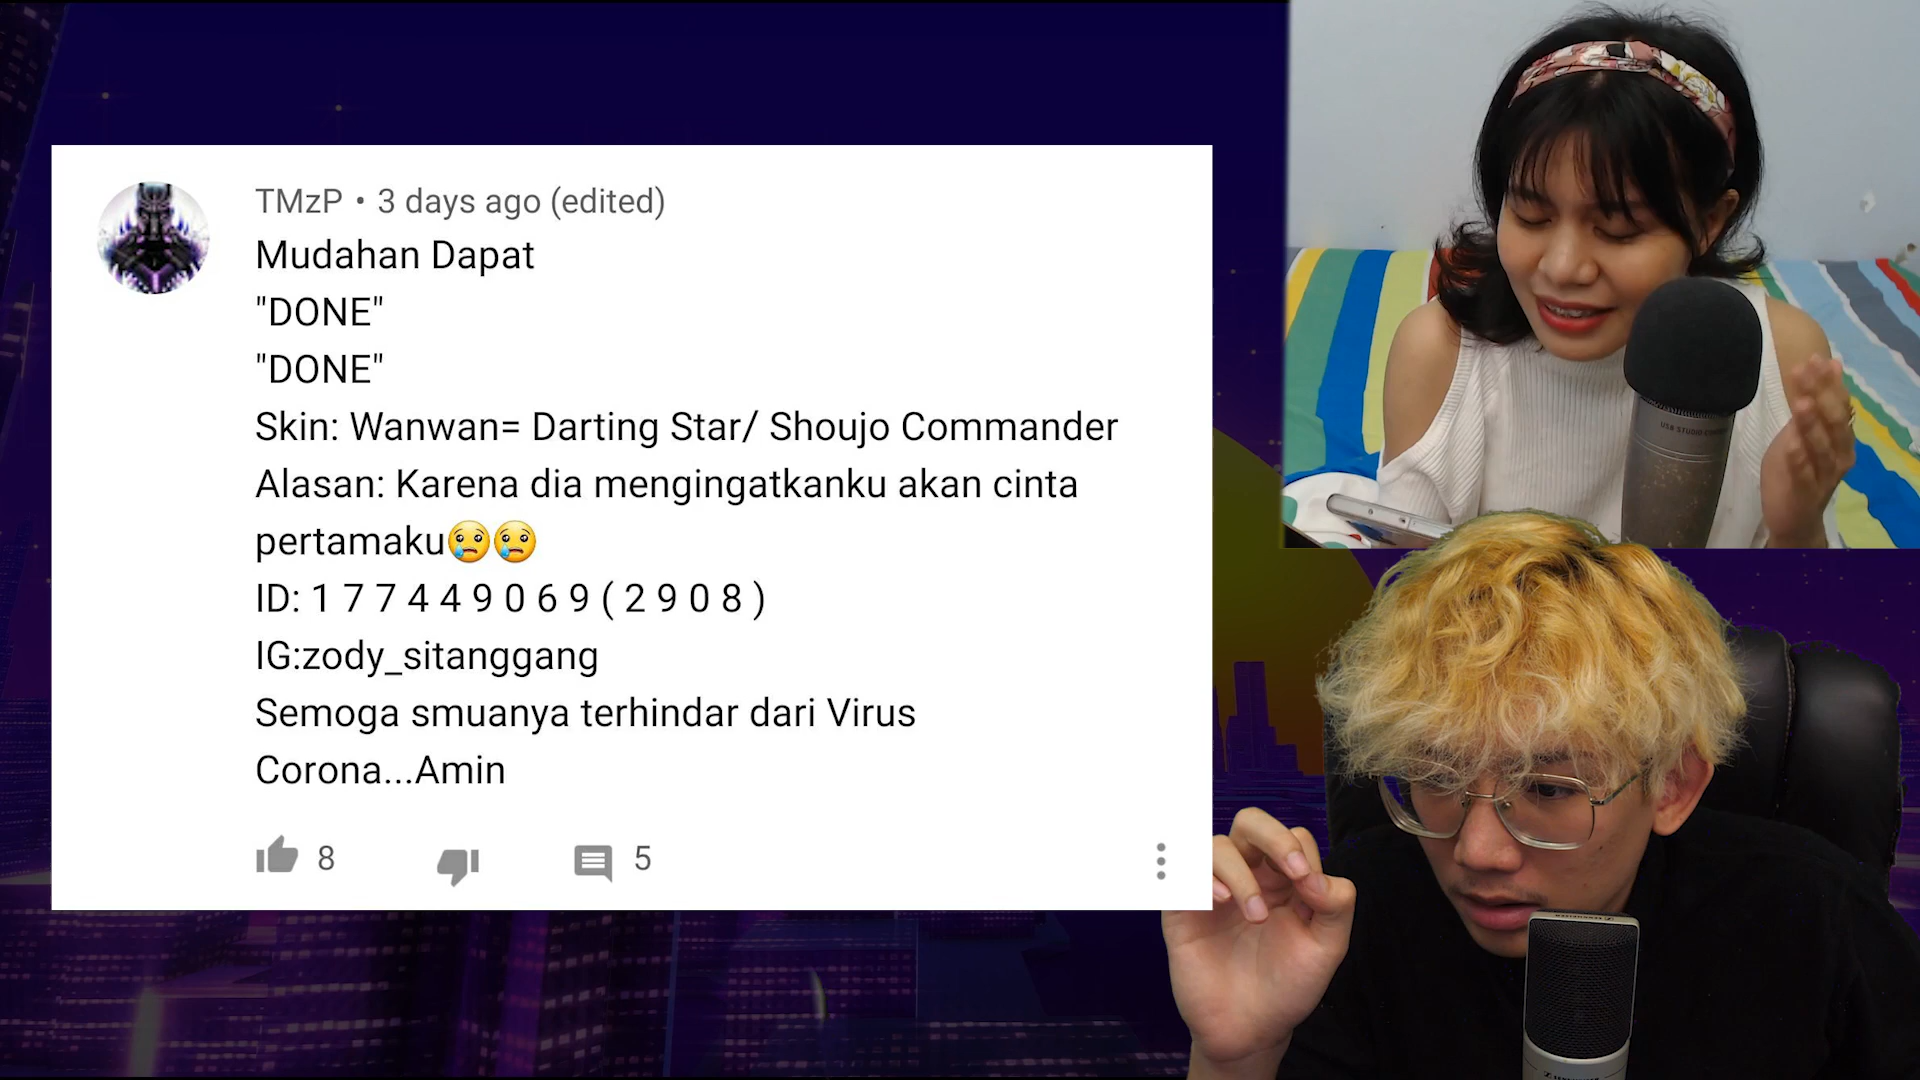 TMzP • 3 days ago (edited)
Mudahan Dapat
"DONE"
"DONE"
Skin: Wanwan= Darting Star/ Shoujo Commander
Alasan: Karena dia mengingatkanku akan cinta
pertamaku😢😢
ID: 1 7 7 4 4 9 0 6 9 ( 2 9 0 8 )
IG:zody_sitanggang
Semoga smuanya terhindar dari Virus
Corona...Amin
8 5